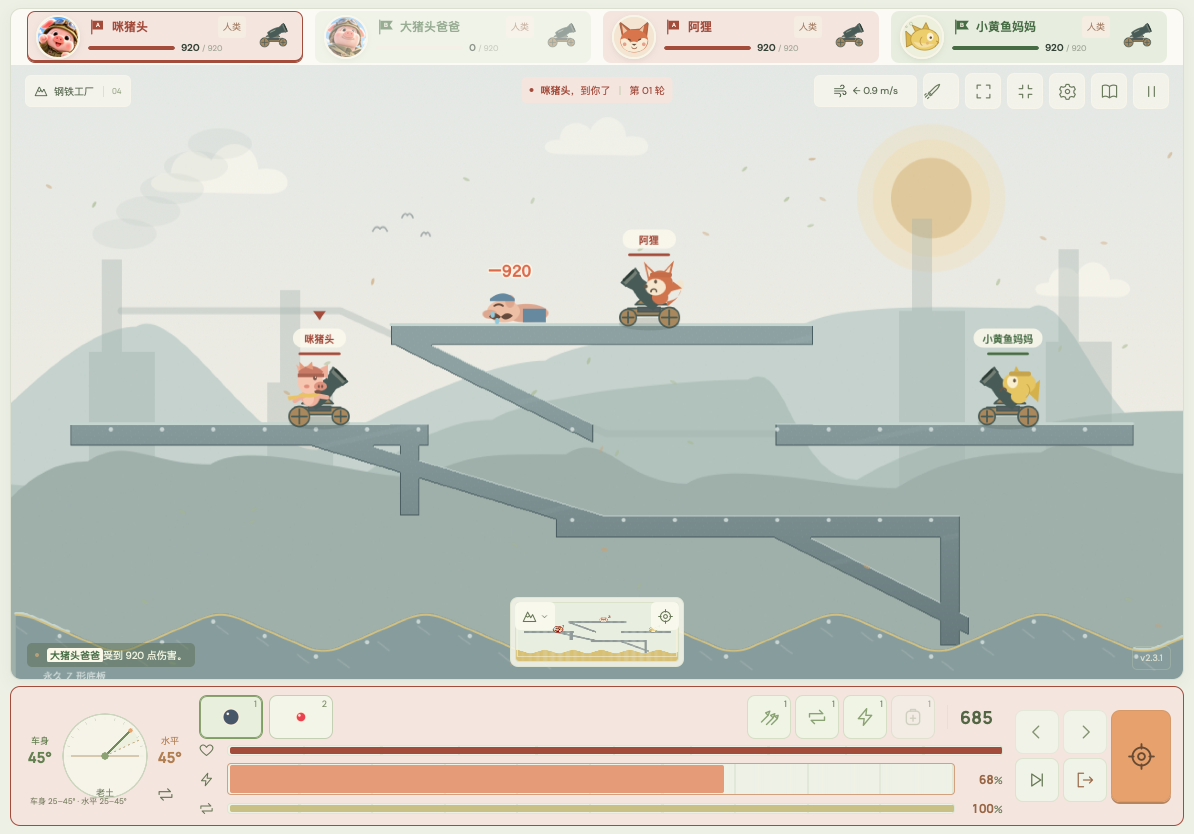 咪猪头 人类
920 / 920
大猪头爸爸 人类
0 / 920
阿狸 人类
920 / 920
小黄鱼妈妈 人类
920 / 920
钢铁工厂 04
咪猪头，到你了 第 01 轮
← 0.9 m/s
阿狸
−920
咪猪头
小黄鱼妈妈
大猪头爸爸受到 920 点伤害。
永久 Z 形底板
v2.3.1
1
2
1
1
1
1
685
车身
45°
水平
45°
老土
车身 25–45° · 水平 25–45°
68%
100%